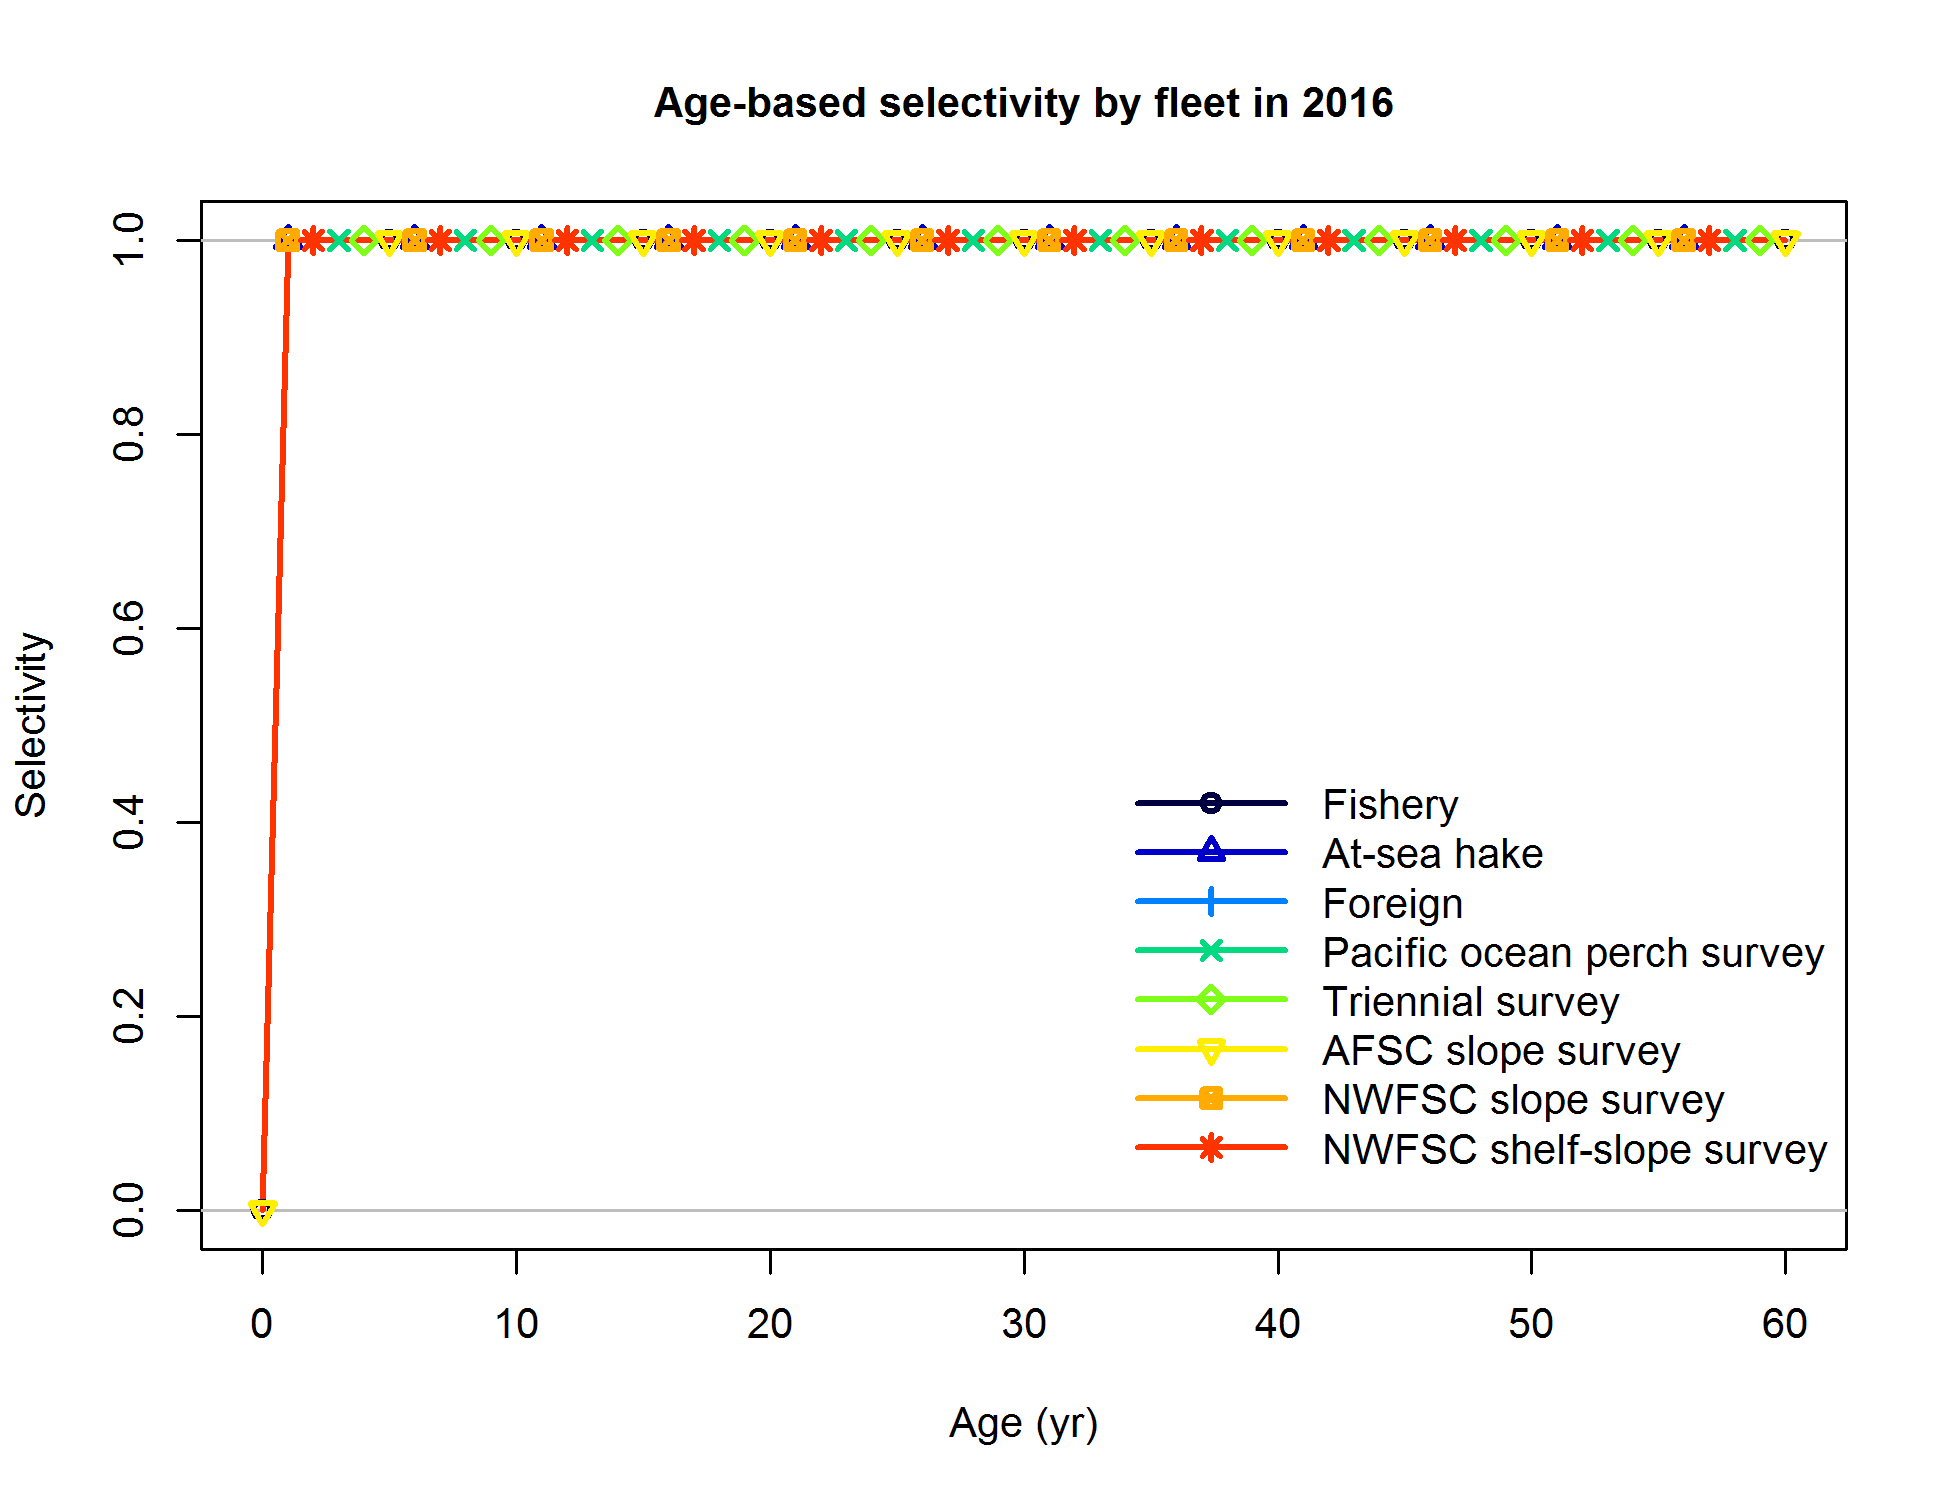 Age-based selectivity by fleet in 2016
Selectivity
1.0
0.8
0.6
0.4
0.2
0.0
Fishery
At-sea hake
Foreign
Pacific ocean perch survey
Triennial survey
AFSC slope survey
NWFSC slope survey
NWFSC shelf-slope survey
0 10 20 30 40 50 60
Age (yr)